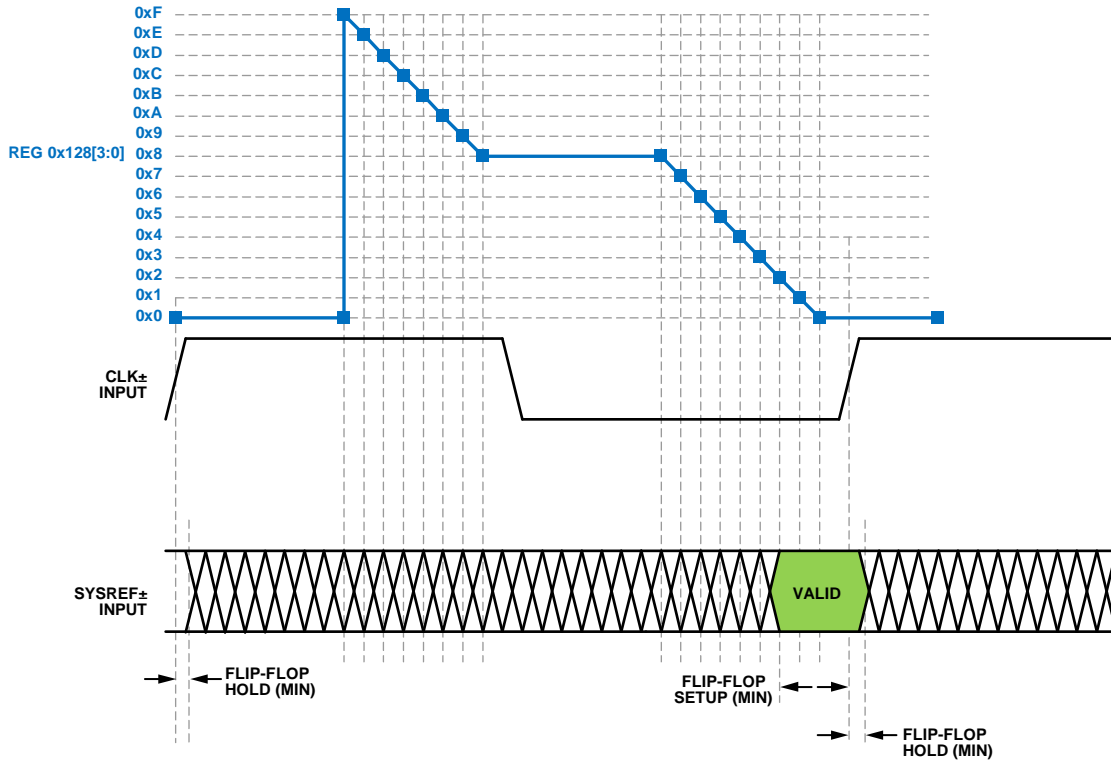 0xF
0xE
0xD
0xC
0xB
0xA
0x9
REG 0x128[3:0] 0x8
0x7
0x6
0x5
0x4
0x3
0x2
0x1
0x0
CLK±
INPUT
SYSREF±
INPUT
VALID
FLIP-FLOP
HOLD (MIN)
FLIP-FLOP
SETUP (MIN)
FLIP-FLOP
HOLD (MIN)